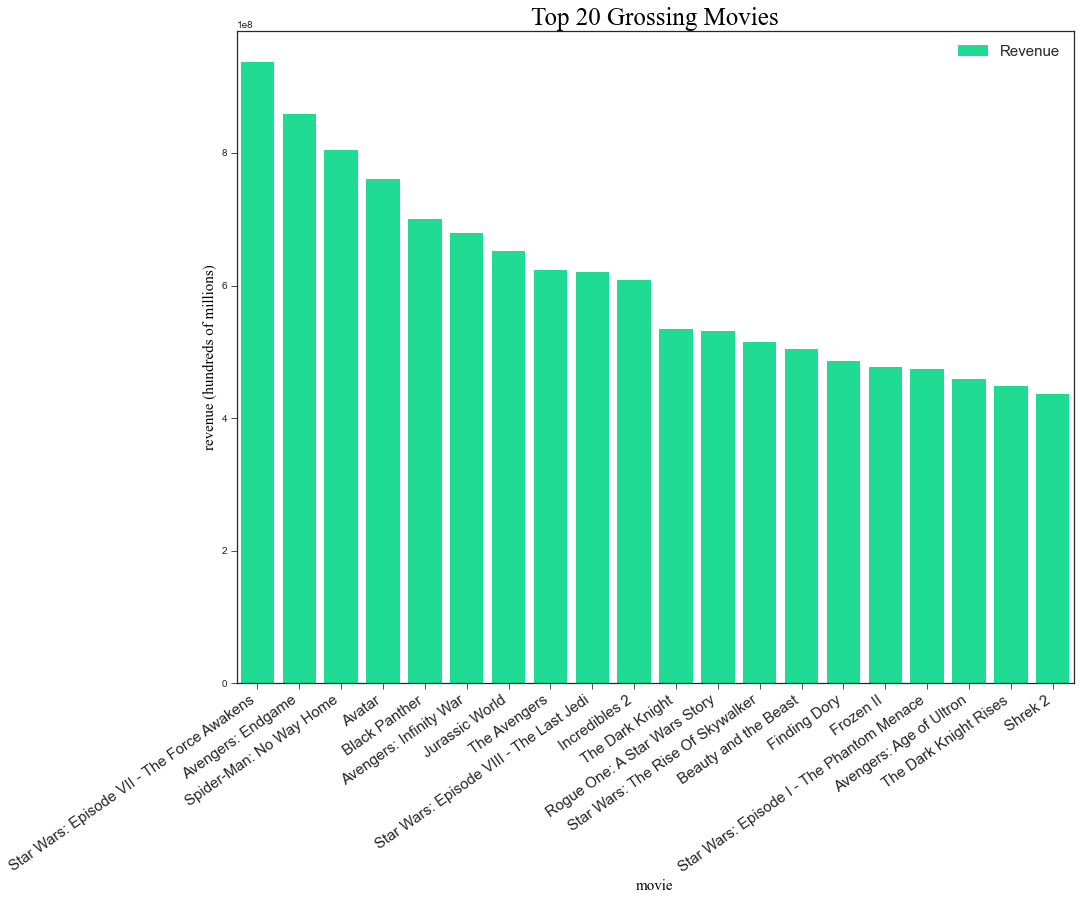 Top 20 Grossing Movies
1e8
Revenue
8
6
4
2
0
revenue (hundreds of millions)
Star Wars: Episode VII - The Force Awakens
Avengers: Endgame
Spider-Man: No Way Home
Avatar
Black Panther
Avengers: Infinity War
Jurassic World
The Avengers
Star Wars: Episode VIII - The Last Jedi
Incredibles 2
The Dark Knight
Rogue One: A Star Wars Story
Star Wars: The Rise Of Skywalker
Beauty and the Beast
Finding Dory
Frozen II
Star Wars: Episode I - The Phantom Menace
Avengers: Age of Ultron
The Dark Knight Rises
Shrek 2
movie